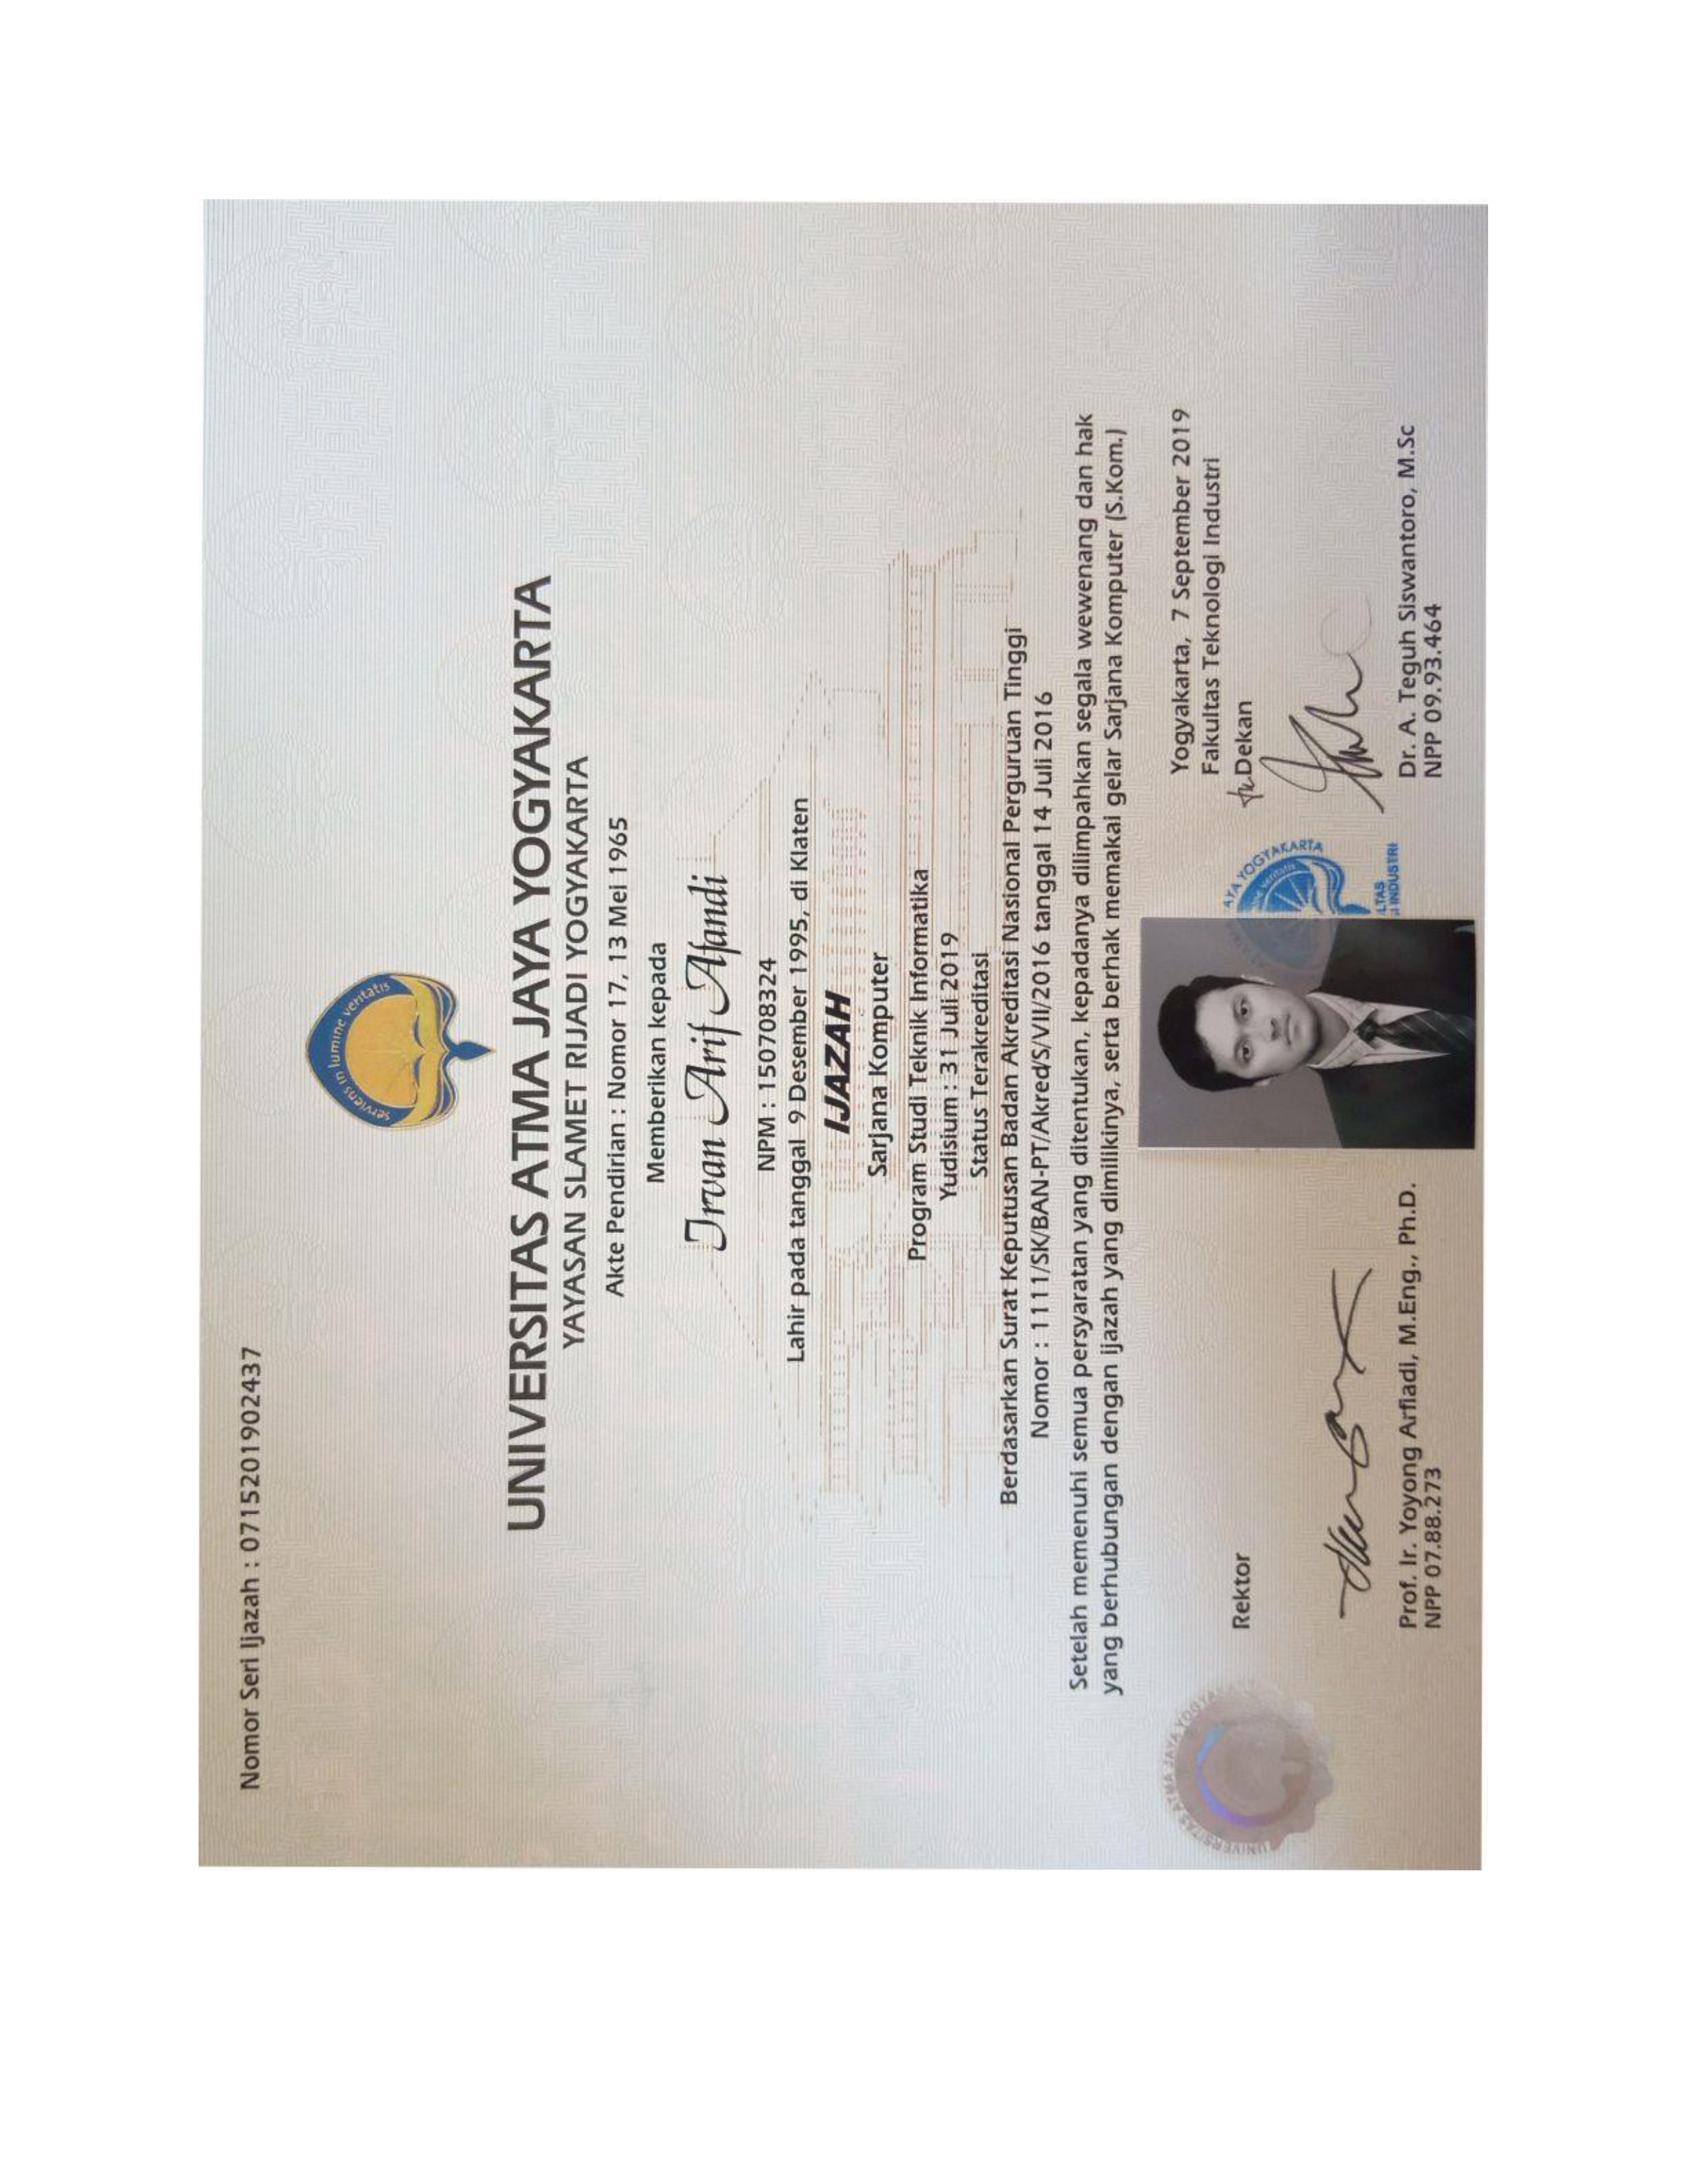 Nomor Seri Ijazah : 071520201902437
serviens in lumine veritatis
UNIVERSITAS ATMA JAYA YOGYAKARTA
YAYASAN SLAMET RIJADI YOGYAKARTA
Akte Pendirian : Nomor 17, 13 Mei 1965
Memberikan kepada
Irvan Arif Afandi
NPM : 150708324
Lahir pada tanggal 9 Desember 1995, di Klaten
IJAZAH
Sarjana Komputer
Program Studi Teknik Informatika
Yudisium : 31 Juli 2019
Status Terakreditasi
Berdasarkan Surat Keputusan Badan Akreditasi Nasional Perguruan Tinggi
Nomor : 1111/SK/BAN-PT/Akred/S/VII/2016 tanggal 14 Juli 2016
Setelah memenuhi semua persyaratan yang ditentukan, kepadanya dilimpahkan segala wewenang dan hak
yang berhubungan dengan ijazah yang dimilikinya, serta berhak memakai gelar Sarjana Komputer (S.Kom.)
Yogyakarta, 7 September 2019
Fakultas Teknologi Industri
Dekan
Rektor
UNIVERSITAS ATMA JAYA
AYA YOGYAKARTA
veritatis
LTAS
I INDUSTRI
Prof. Ir. Yoyong Arfiadi, M.Eng., Ph.D.
NPP 07.88.273
Dr. A. Teguh Siswantoro, M.Sc
NPP 09.93.464